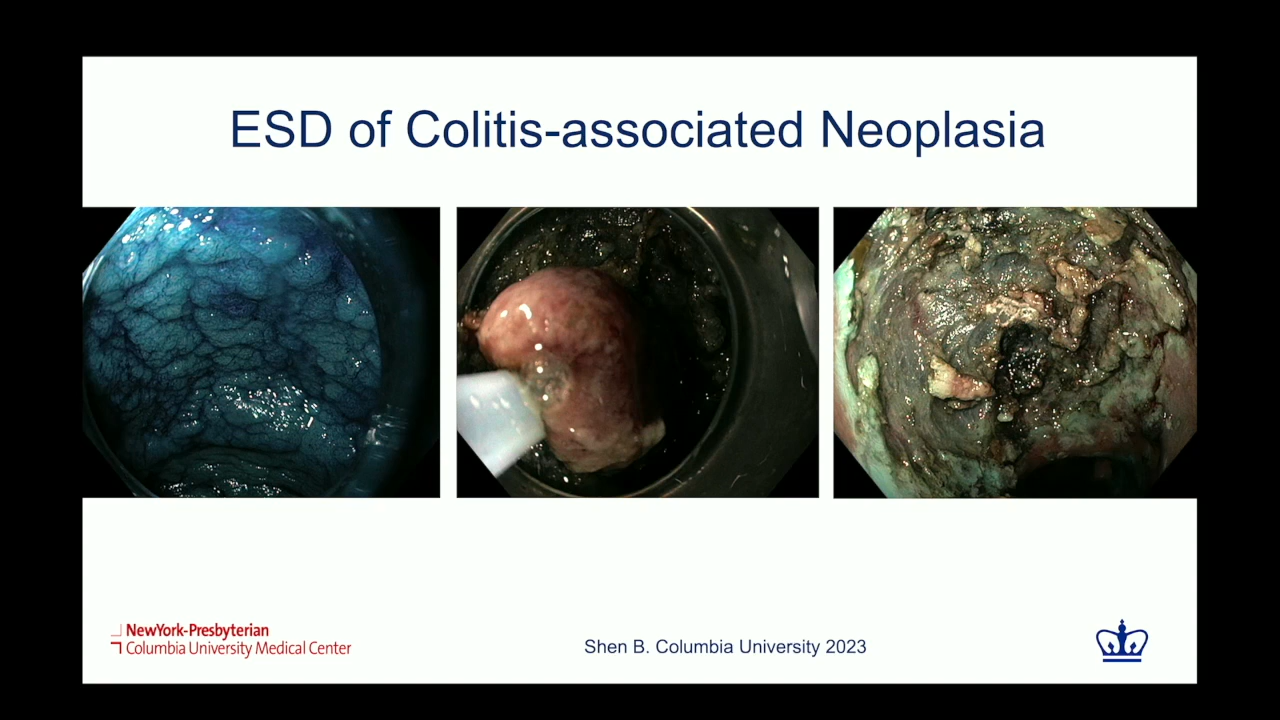 ESD of Colitis-associated Neoplasia
NewYork-Presbyterian
Columbia University Medical Center
Shen B. Columbia University 2023